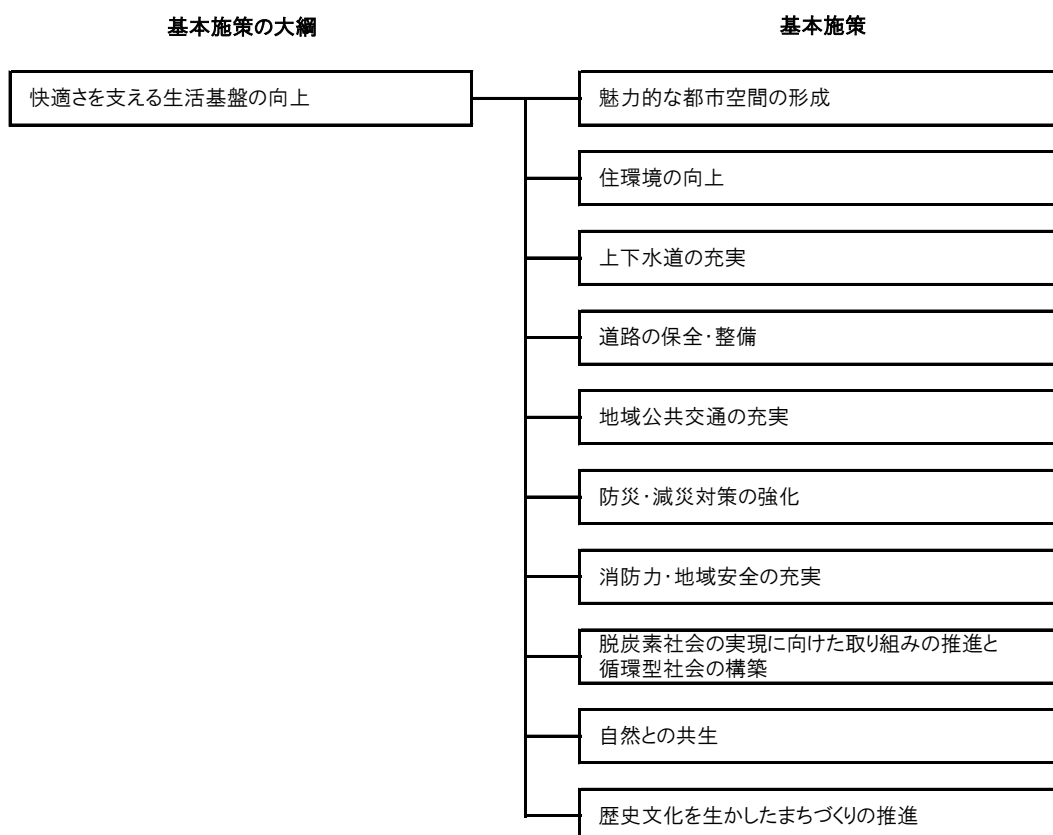 基本施策の大綱
基本施策
快適さを支える生活基盤の向上
魅力的な都市空間の形成
住環境の向上
上下水道の充実
道路の保全・整備
地域公共交通の充実
防災・減災対策の強化
消防力・地域安全の充実
脱炭素社会の実現に向けた取り組みの推進と
循環型社会の構築
自然との共生
歴史文化を生かしたまちづくりの推進